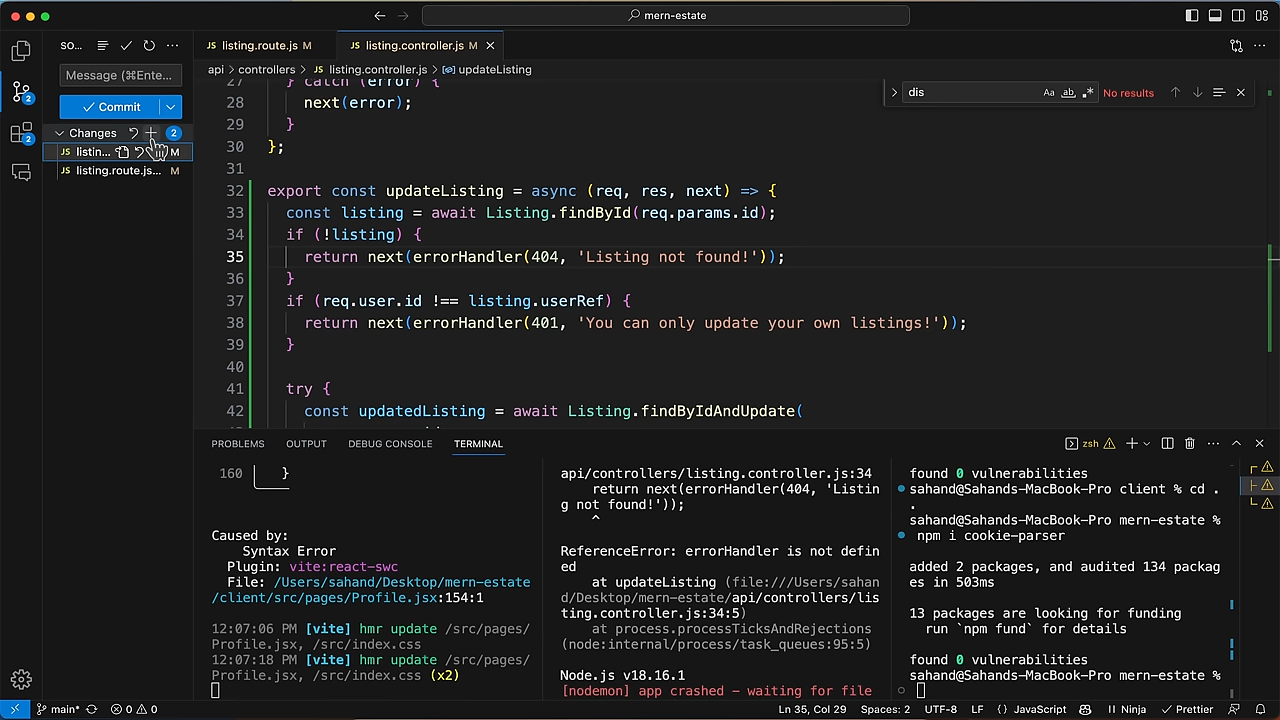 mern-estate
SO...
JS listing.route.js M
JS listing.controller.js M
api > controllers > JS listing.controller.js > updateListing
Message (⌘Ente...
Commit
Changes 2
JS listin... M
JS listing.route.js... M
2
2
dis
Aa ab .*
No results
27 } catch (error) {
28 next(error);
29 }
30 };
31
32 export const updateListing = async (req, res, next) => {
33 const listing = await Listing.findById(req.params.id);
34 if (!listing) {
35 return next(errorHandler(404, 'Listing not found!'));
36 }
37 if (req.user.id !== listing.userRef) {
38 return next(errorHandler(401, 'You can only update your own listings!'));
39 }
40
41 try {
42 const updatedListing = await Listing.findByIdAndUpdate(
PROBLEMS OUTPUT DEBUG CONSOLE TERMINAL
zsh
160 }
Caused by:
Syntax Error
Plugin: vite:react-swc
File: /Users/sahand/Desktop/mern-estate
/client/src/pages/Profile.jsx:154:1
12:07:06 PM [vite] hmr update /src/pages/
Profile.jsx, /src/index.css
12:07:18 PM [vite] hmr update /src/pages/
Profile.jsx, /src/index.css (x2)
api/controllers/listing.controller.js:34
return next(errorHandler(404, 'Listin
g not found!'));
^
ReferenceError: errorHandler is not defin
ed
at updateListing (file:///Users/sahan
d/Desktop/mern-estate/api/controllers/lis
ting.controller.js:34:5)
at process.processTicksAndRejections
(node:internal/process/task_queues:95:5)
Node.js v18.16.1
[nodemon] app crashed - waiting for file
found 0 vulnerabilities
sahand@Sahands-MacBook-Pro client % cd .
.
sahand@Sahands-MacBook-Pro mern-estate %
npm i cookie-parser
added 2 packages, and audited 134 packag
es in 503ms
13 packages are looking for funding
run `npm fund` for details
found 0 vulnerabilities
sahand@Sahands-MacBook-Pro mern-estate %
main* 0 0
Ln 35, Col 29 Spaces: 2 UTF-8 LF {} JavaScript Ninja Prettier